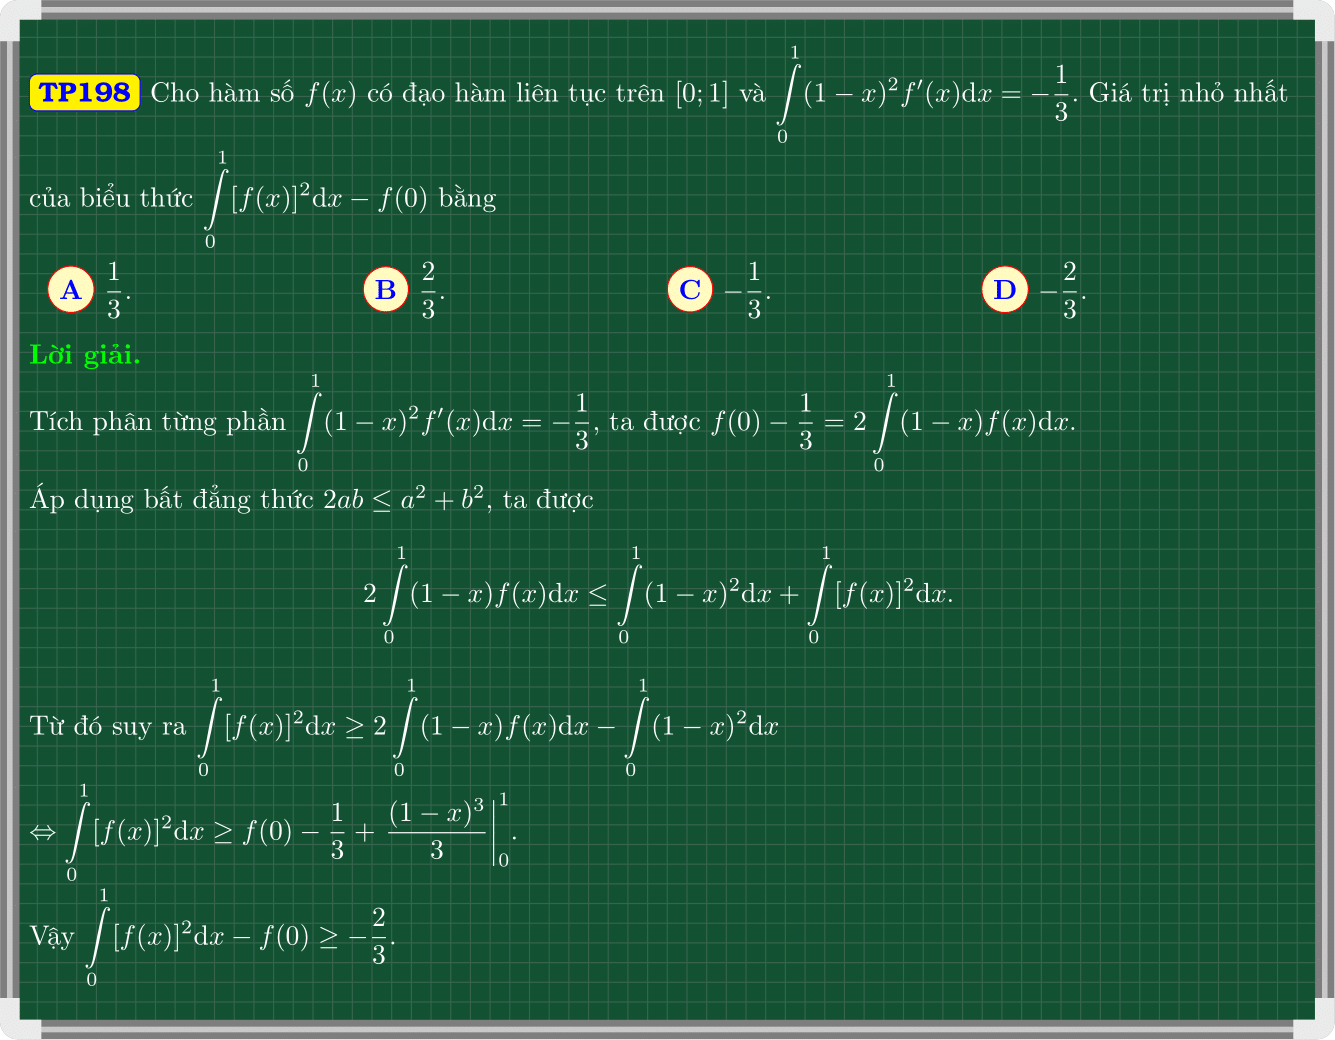 TP198 Cho hàm số $f(x)$ có đạo hàm liên tục trên $[0;1]$ và $\int\limits_0^1 (1-x)^2 f'(x)\mathrm{d}x = -\frac{1}{3}$. Giá trị nhỏ nhất
của biểu thức $\int\limits_0^1 [f(x)]^2\mathrm{d}x - f(0)$ bằng
A $\frac{1}{3}$. B $\frac{2}{3}$. C $-\frac{1}{3}$. D $-\frac{2}{3}$.
Lời giải.
Tích phân từng phần $\int\limits_0^1 (1-x)^2 f'(x)\mathrm{d}x = -\frac{1}{3}$, ta được $f(0) - \frac{1}{3} = 2\int\limits_0^1 (1-x)f(x)\mathrm{d}x$.
Áp dụng bất đẳng thức $2ab \leq a^2 + b^2$, ta được
$2\int\limits_0^1 (1-x)f(x)\mathrm{d}x \leq \int\limits_0^1 (1-x)^2\mathrm{d}x + \int\limits_0^1 [f(x)]^2\mathrm{d}x$.
Từ đó suy ra $\int\limits_0^1 [f(x)]^2\mathrm{d}x \geq 2\int\limits_0^1 (1-x)f(x)\mathrm{d}x - \int\limits_0^1 (1-x)^2\mathrm{d}x$
$\Leftrightarrow \int\limits_0^1 [f(x)]^2\mathrm{d}x \geq f(0) - \frac{1}{3} + \left.\frac{(1-x)^3}{3}\right|_0^1$.
Vậy $\int\limits_0^1 [f(x)]^2\mathrm{d}x - f(0) \geq -\frac{2}{3}$.